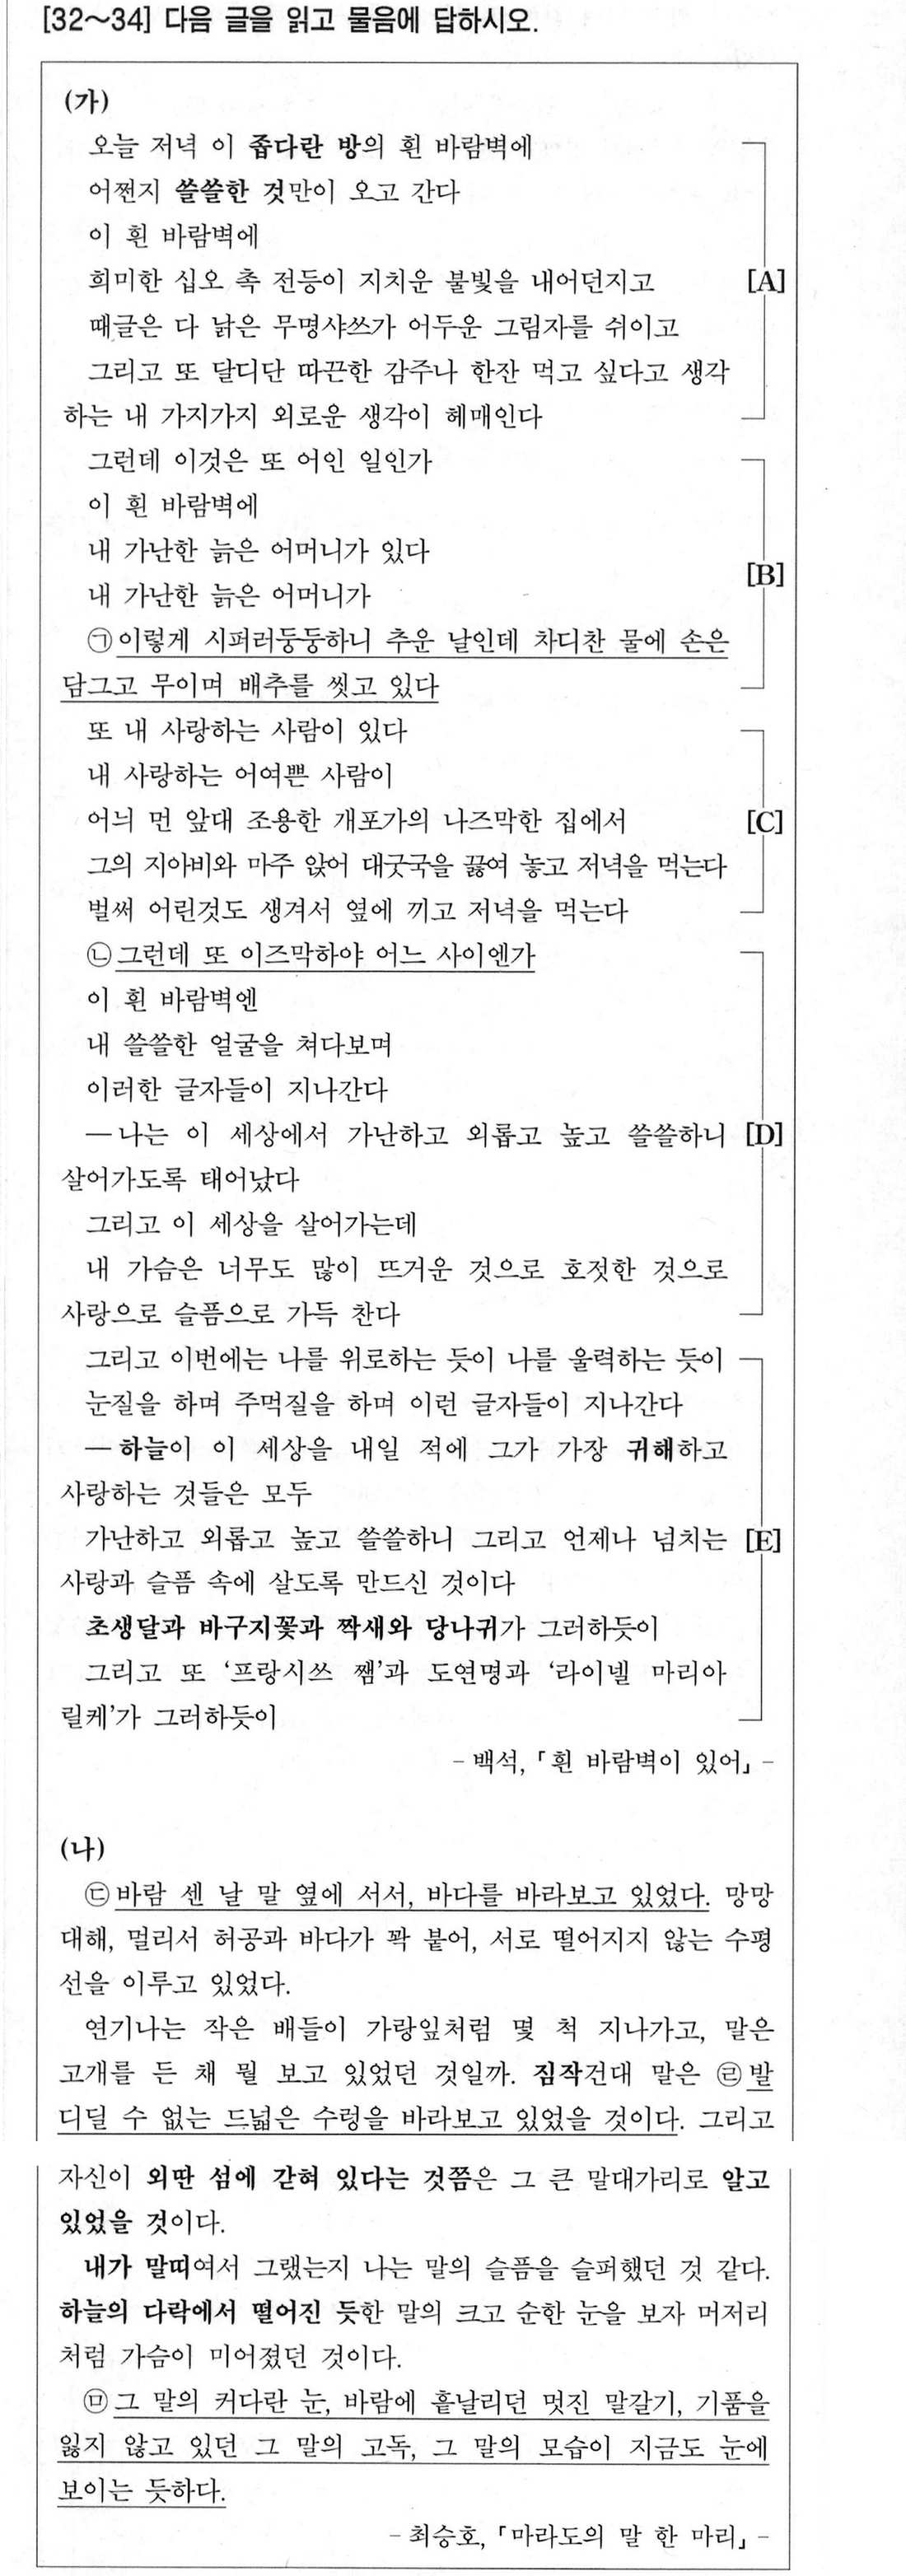 [32~34] 다음 글을 읽고 물음에 답하시오.
(가)
오늘 저녁 이 좁다란 방의 흰 바람벽에
어쩐지 쓸쓸한 것만이 오고 간다
이 흰 바람벽에
희미한 십오 촉 전등이 지치운 불빛을 내어던지고 [A]
때글은 다 낡은 무명샤쓰가 어두운 그림자를 쉬이고
그리고 또 달디단 따끈한 감주나 한잔 먹고 싶다고 생각
하는 내 가지가지 외로운 생각이 헤매인다
그런데 이것은 또 어인 일인가
이 흰 바람벽에
내 가난한 늙은 어머니가 있다
내 가난한 늙은 어머니가 [B]
㉠이렇게 시퍼러둥둥하니 추운 날인데 차디찬 물에 손은
담그고 무이며 배추를 씻고 있다
또 내 사랑하는 사람이 있다
내 사랑하는 어여쁜 사람이
어늬 먼 앞대 조용한 개포가의 나즈막한 집에서 [C]
그의 지아비와 마주 앉어 대굿국을 끓여 놓고 저녁을 먹는다
벌써 어린것도 생겨서 옆에 끼고 저녁을 먹는다
㉡그런데 또 이즈막하야 어느 사이엔가
이 흰 바람벽엔
내 쓸쓸한 얼굴을 쳐다보며
이러한 글자들이 지나간다
―나는 이 세상에서 가난하고 외롭고 높고 쓸쓸하니 [D]
살어가도록 태어났다
그리고 이 세상을 살어가는데
내 가슴은 너무도 많이 뜨거운 것으로 호젓한 것으로
사랑으로 슬픔으로 가득 찬다
그리고 이번에는 나를 위로하는 듯이 나를 울력하는 듯이
눈질을 하며 주먹질을 하며 이런 글자들이 지나간다
―하늘이 이 세상을 내일 적에 그가 가장 귀해하고
사랑하는 것들은 모두
가난하고 외롭고 높고 쓸쓸하니 그리고 언제나 넘치는 [E]
사랑과 슬픔 속에 살도록 만드신 것이다
초생달과 바구지꽃과 짝새와 당나귀가 그러하듯이
그리고 또 ‘프랑시쓰 쨈’과 도연명과 ‘라이넬 마리아
릴케’가 그러하듯이
- 백석, 「흰 바람벽이 있어」 -
(나)
㉢바람 센 날 말 옆에 서서, 바다를 바라보고 있었다. 망망
대해, 멀리서 허공과 바다가 꽉 붙어, 서로 떨어지지 않는 수평
선을 이루고 있었다.
연기나는 작은 배들이 가랑잎처럼 몇 척 지나가고, 말은
고개를 든 채 뭘 보고 있었던 것일까. 짐작건대 말은 ㉣발
디딜 수 없는 드넓은 수렁을 바라보고 있었을 것이다. 그리고
자신이 외딴 섬에 갇혀 있다는 것쯤은 그 큰 말대가리로 알고
있었을 것이다.
내가 말띠여서 그랬는지 나는 말의 슬픔을 슬퍼했던 것 같다.
하늘의 다락에서 떨어진 듯한 말의 크고 순한 눈을 보자 머저리
처럼 가슴이 미어졌던 것이다.
㉤그 말의 커다란 눈, 바람에 흩날리던 멋진 말갈기, 기품을
잃지 않고 있던 그 말의 고독, 그 말의 모습이 지금도 눈에
보이는 듯하다.
- 최승호, 「마라도의 말 한 마리」 -